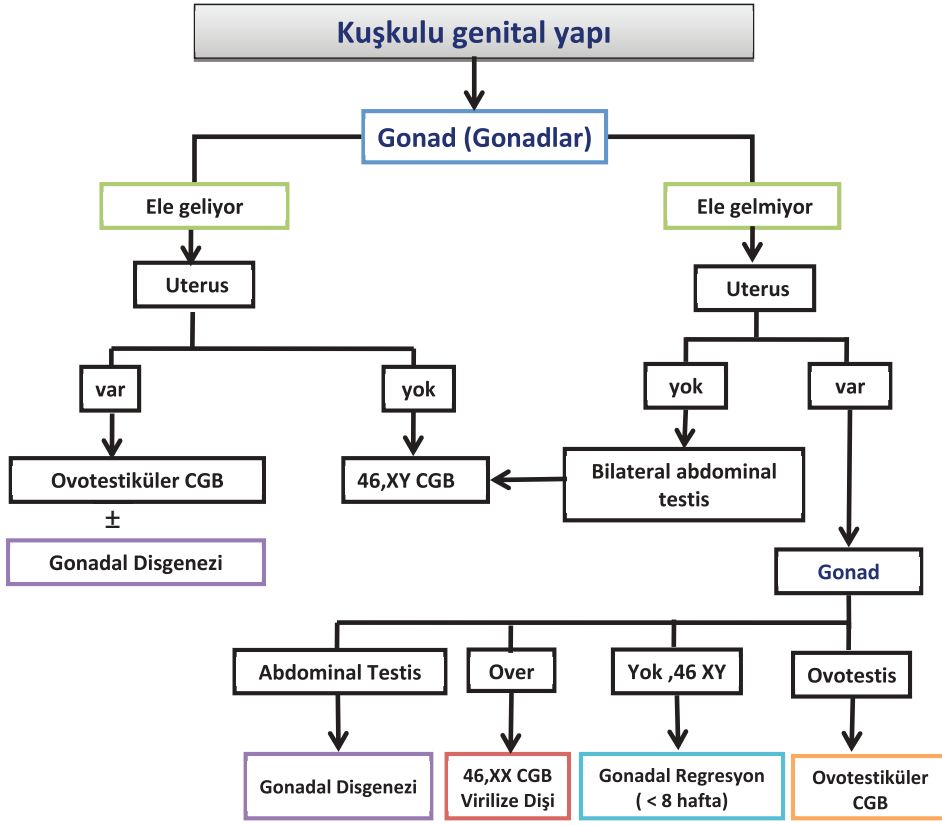 Kuşkulu genital yapı
Gonad (Gonadlar)
Ele geliyor
Ele gelmiyor
Uterus
Uterus
var
yok
yok
var
Ovotestiküler CGB
46,XY CGB
Bilateral abdominal
testis
±
Gonadal Disgenezi
Gonad
Abdominal Testis
Over
Yok ,46 XY
Ovotestis
Gonadal Disgenezi
46,XX CGB
Virilize Dişi
Gonadal Regresyon
( < 8 hafta)
Ovotestiküler
CGB